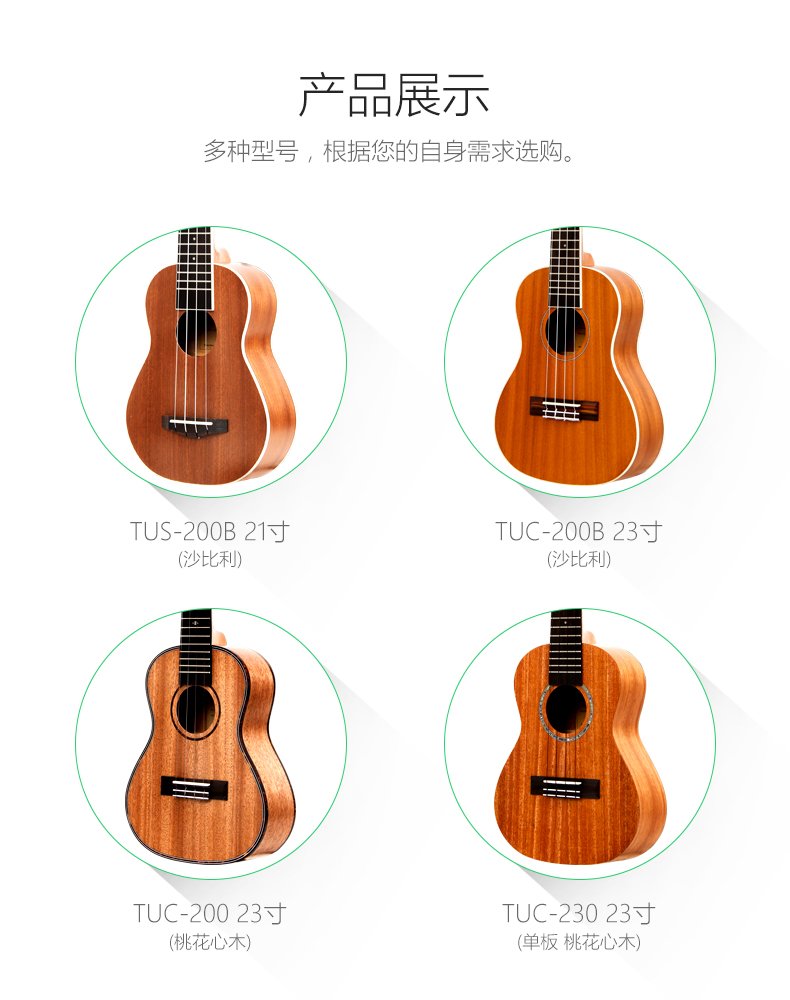 产品展示
多种型号，根据您的自身需求选购。
TUS-200B 21寸
(沙比利)
TUC-200B 23寸
(沙比利)
TUC-200 23寸
(桃花心木)
TUC-230 23寸
(单板 桃花心木)